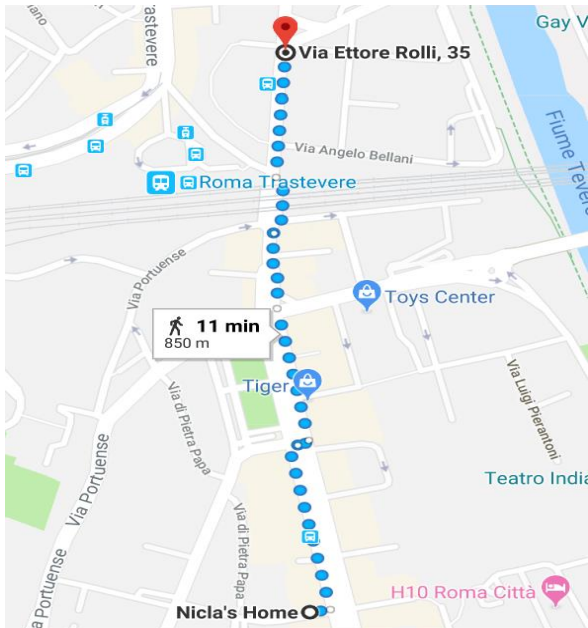 Gay V
Via Ettore Rolli, 35
Via Angelo Bellani
Fiume Tevere
Roma Trastevere
Via Portuense
Toys Center
11 min
850 m
Tiger
Via di Pietra Papa
Via Luigi Pierantoni
Via Portuense
Teatro India
Via di Pietra Papa
H10 Roma Città
Nicla's Home